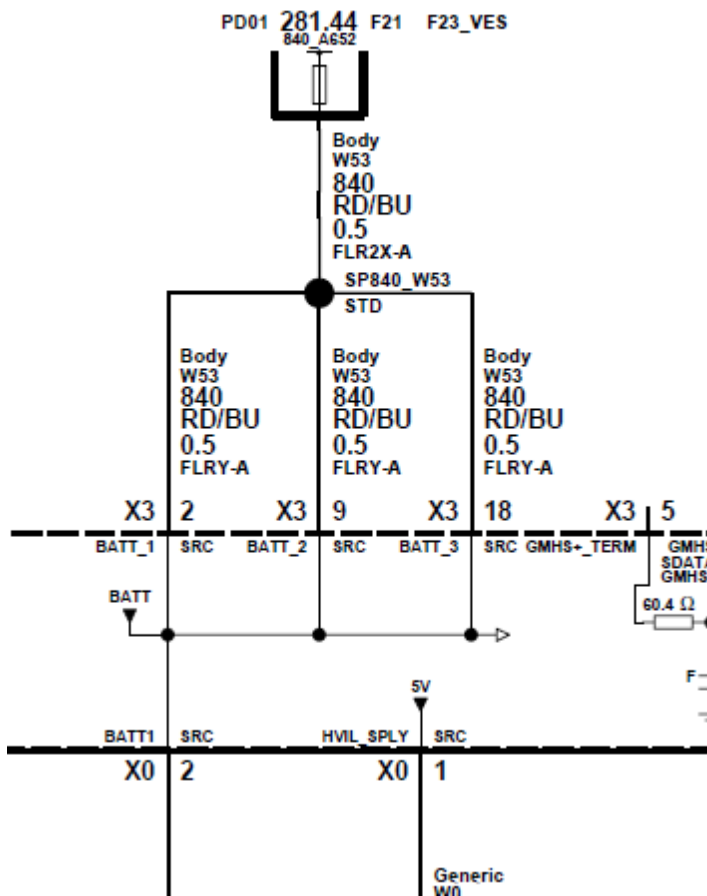 PD01 281.44 F21 F23_VES
840_A652
Body
W53
840
RD/BU
0.5
FLR2X-A
SP840_W53
STD
Body Body Body
W53 W53 W53
840 840 840
RD/BU RD/BU RD/BU
0.5 0.5 0.5
FLRY-A FLRY-A FLRY-A
X3 2 X3 9 X3 18 X3 5
BATT_1 SRC BATT_2 SRC BATT_3 SRC GMHS+_TERM GMHS
SDATA
GMHS
BATT
60.4 Ω
F
5V
BATT1 SRC HVIL_SPLY SRC
X0 2 X0 1
Generic
W0